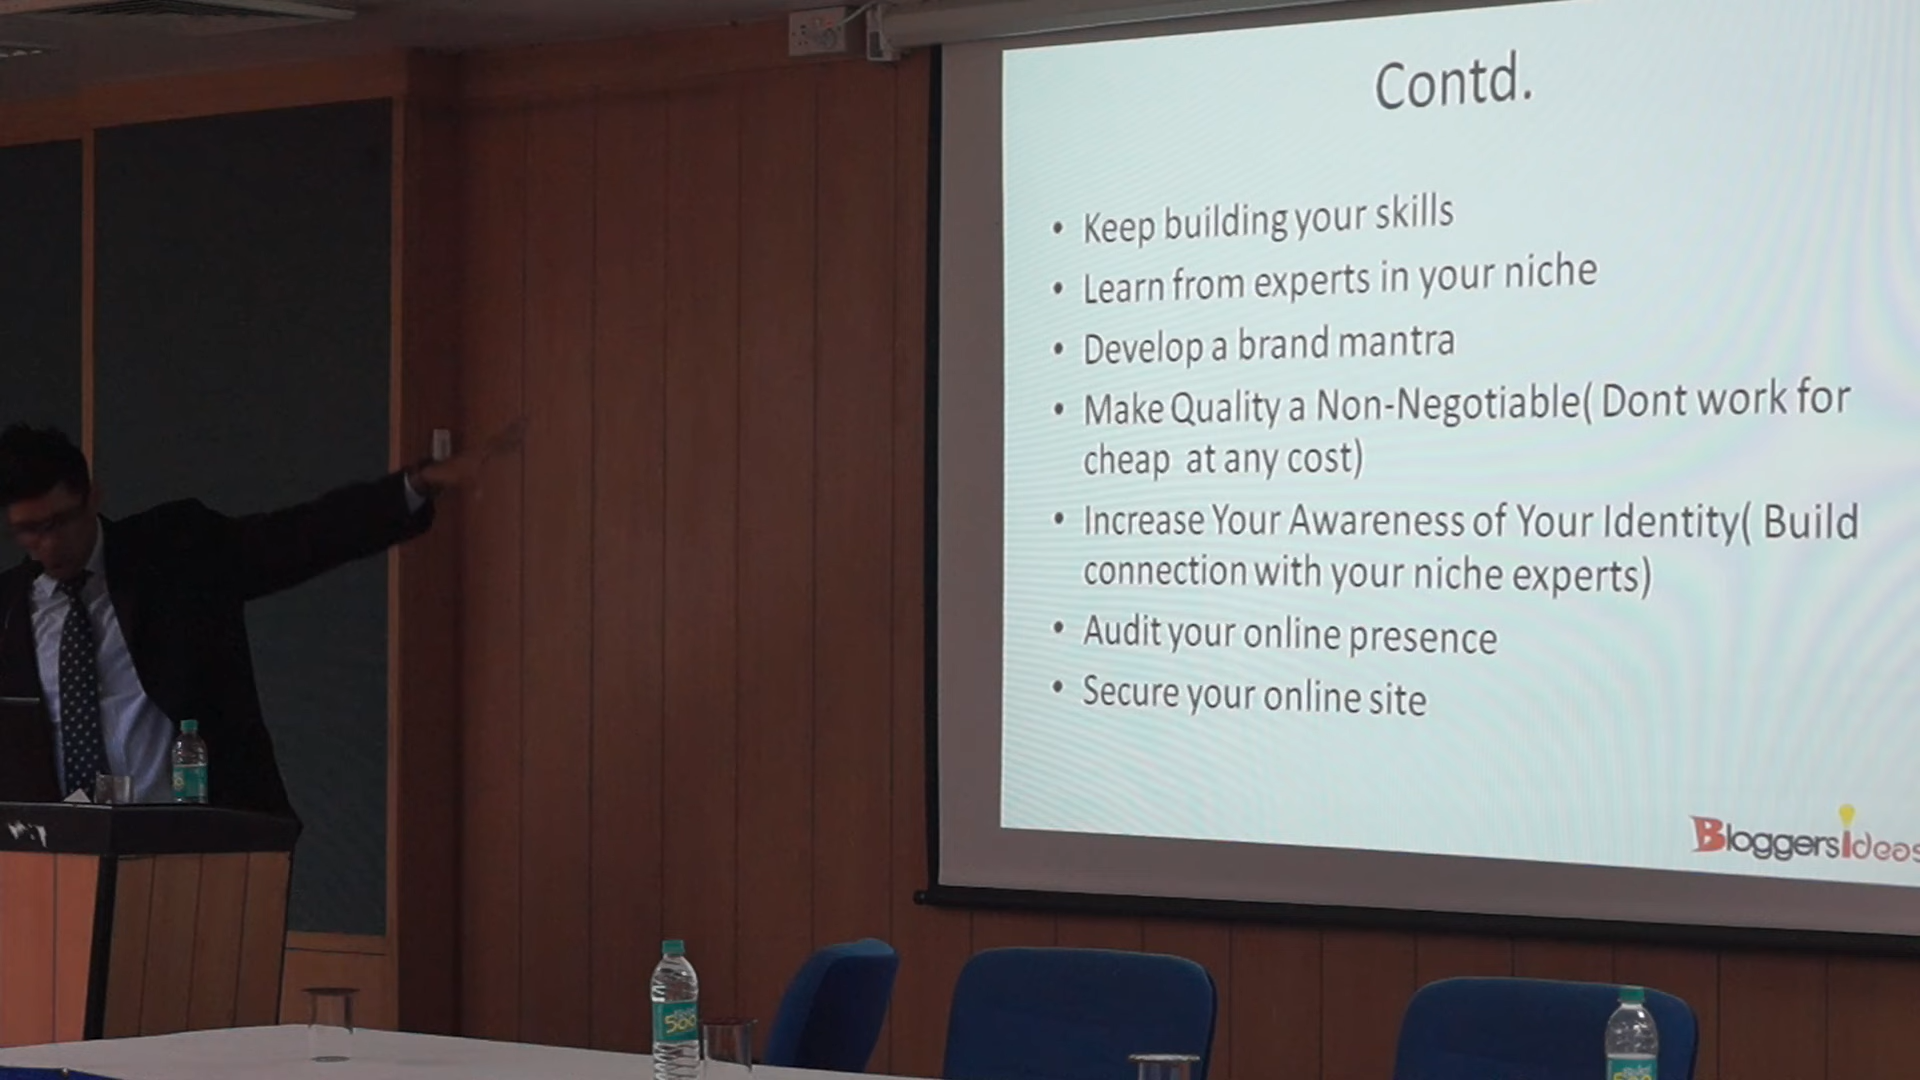 Contd.
• Keep building your skills
• Learn from experts in your niche
• Develop a brand mantra
• Make Quality a Non-Negotiable( Dont work for
cheap at any cost)
• Increase Your Awareness of Your Identity( Build
connection with your niche experts)
• Audit your online presence
• Secure your online site
BloggersIdeas
500